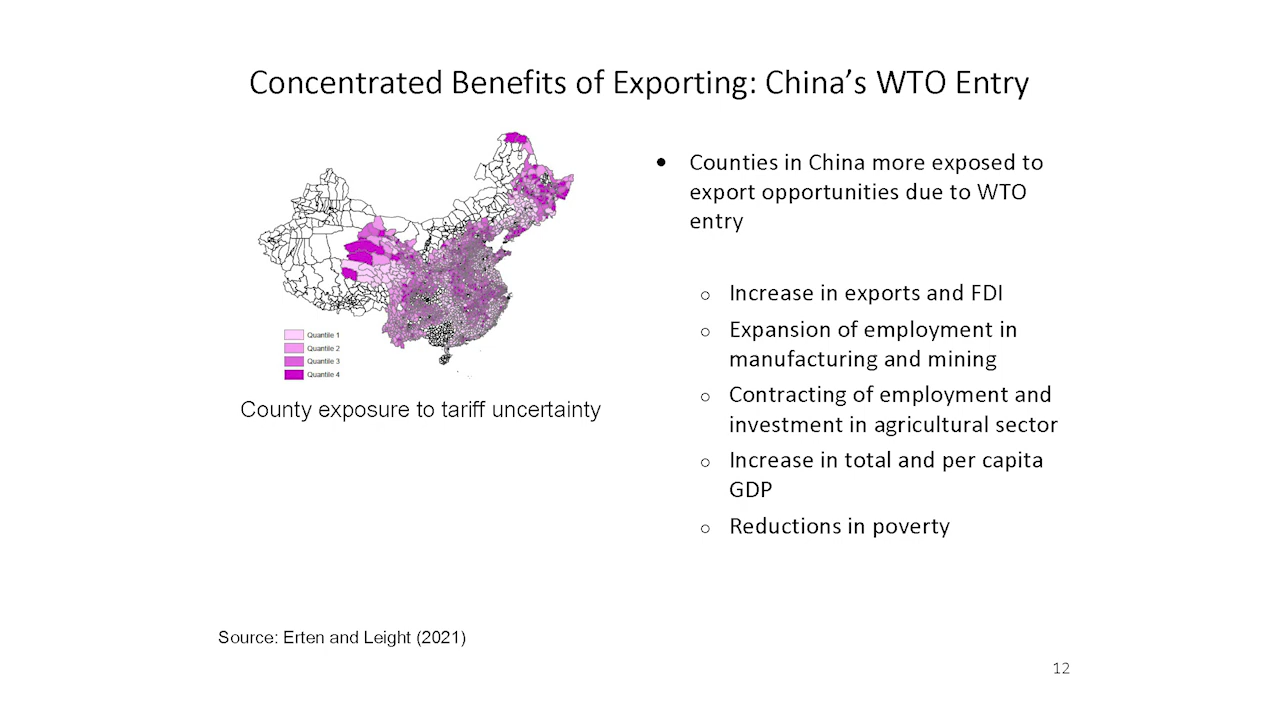 Concentrated Benefits of Exporting: China’s WTO Entry
Quantile 1
Quantile 2
Quantile 3
Quantile 4
County exposure to tariff uncertainty
• Counties in China more exposed to
export opportunities due to WTO
entry
○ Increase in exports and FDI
○ Expansion of employment in
manufacturing and mining
○ Contracting of employment and
investment in agricultural sector
○ Increase in total and per capita
GDP
○ Reductions in poverty
Source: Erten and Leight (2021)
12